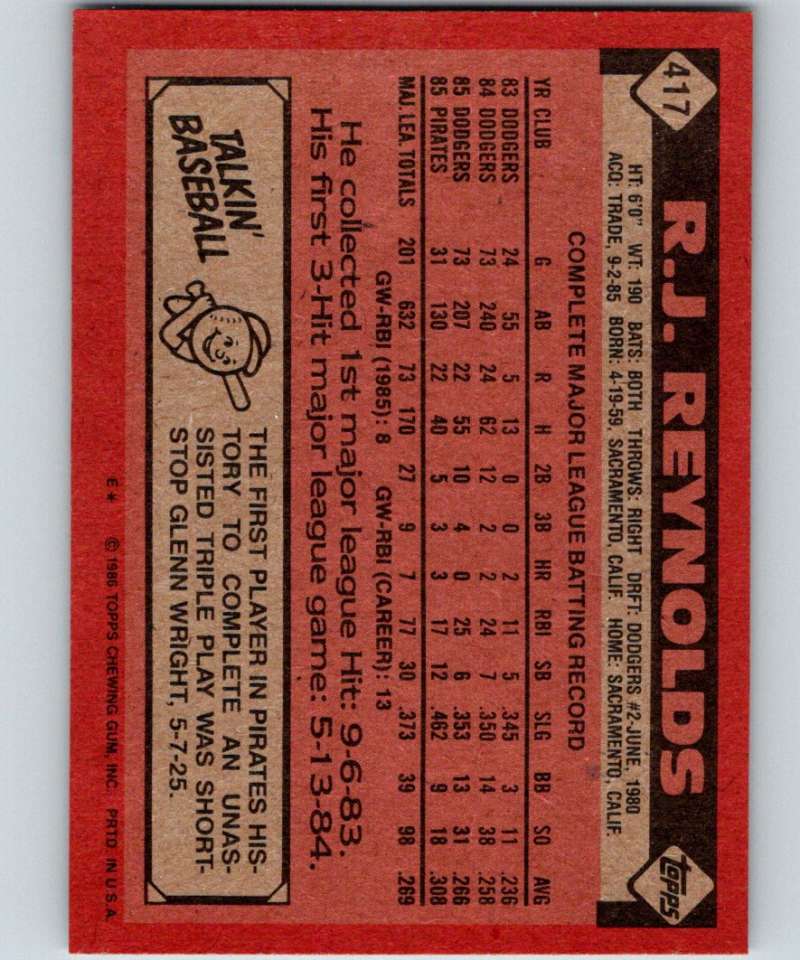 417
R.J. REYNOLDS
topps
HT: 6'0" WT: 190 BATS: BOTH THROWS: RIGHT DRFT: DODGERS #2-JUNE, 1980
ACQ: TRADE, 9-2-85 BORN: 4-19-59, SACRAMENTO, CALIF. HOME: SACRAMENTO, CALIF.
COMPLETE MAJOR LEAGUE BATTING RECORD
YR CLUB G AB R H 2B 3B HR RBI SB SLG BB SO AVG
83 DODGERS 24 55 5 13 0 0 2 11 5 .345 3 11 .236
84 DODGERS 73 240 24 62 12 2 2 24 7 .350 14 38 .258
85 DODGERS 73 207 22 55 10 4 0 25 6 .353 13 31 .266
85 PIRATES 31 130 22 40 5 3 3 17 12 .462 9 18 .308
MAJ. LEA. TOTALS 201 632 73 170 27 9 7 77 30 .373 39 98 .269
GW-RBI (1985): 8 GW-RBI (CAREER): 13
He collected 1st major league Hit: 9-6-83.
His first 3-Hit major league game: 5-13-84.
TALKIN'
BASEBALL
THE FIRST PLAYER IN PIRATES HIS-
TORY TO COMPLETE AN UNAS-
SISTED TRIPLE PLAY WAS SHORT-
STOP GLENN WRIGHT, 5-7-25.
E* © 1986 TOPPS CHEWING GUM, INC. PRTD. IN U.S.A.